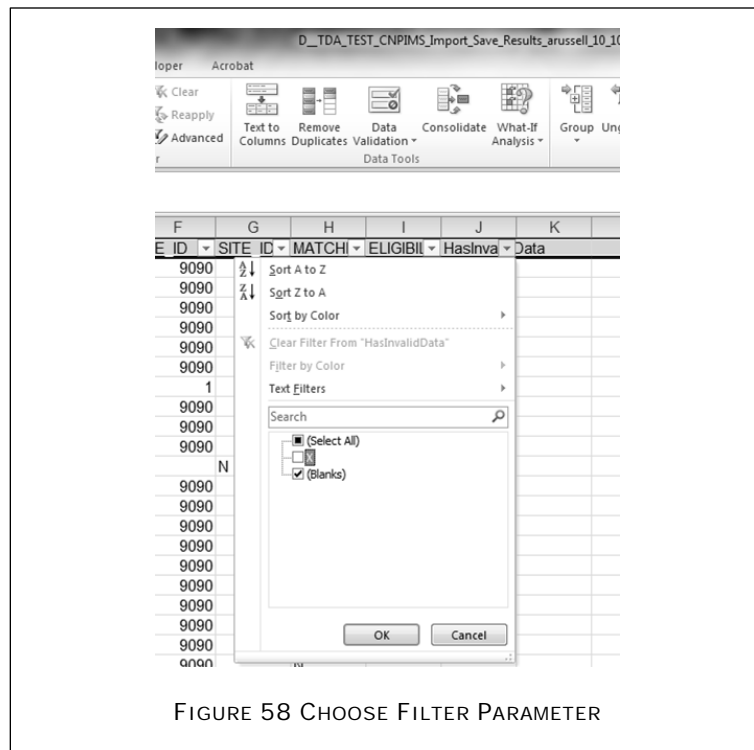 D__TDA_TEST_CNPIMS_Import_Save_Results_arussell_10_10
loper Acrobat
Clear
Reapply
Advanced
Text to Columns
Remove Duplicates
Data Validation
Consolidate
What-If Analysis
Group
Ung
r
Data Tools
F G H I J K
E_ID SITE_ID MATCHI ELIGIBIL HasInva Data
9090 Sort A to Z
9090 Sort Z to A
9090 Sort by Color
9090
9090 Clear Filter From "HasInvalidData"
9090 Filter by Color
1 Text Filters
9090
9090 Search
9090 (Select All)
N X
9090 (Blanks)
9090
9090
9090
9090
9090
9090
9090
9090 OK Cancel
9090 N
FIGURE 58 CHOOSE FILTER PARAMETER